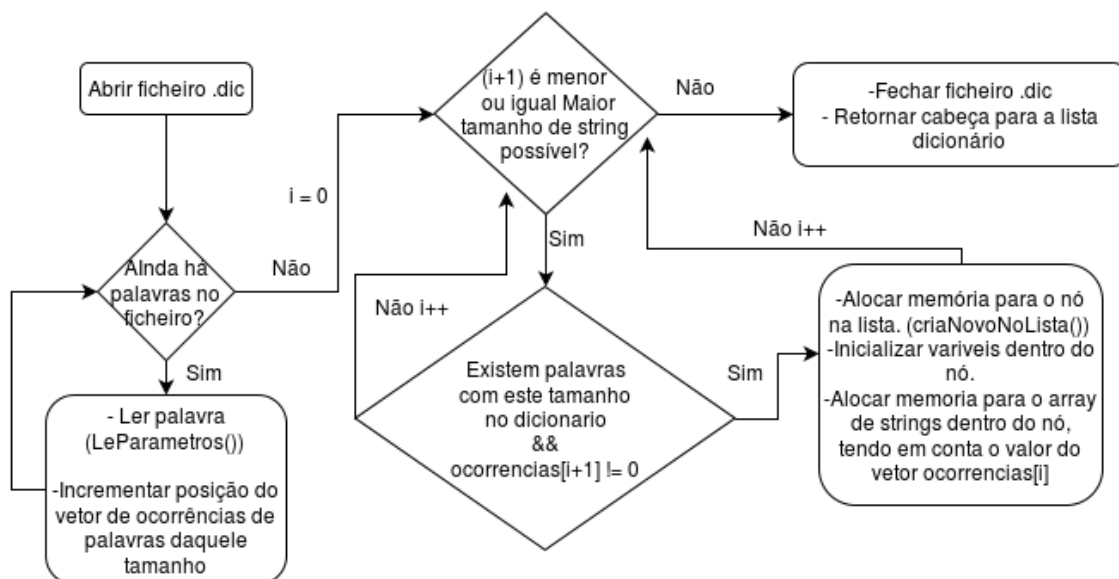 Abrir ficheiro .dic
AInda há
palavras no
ficheiro?
Sim
- Ler palavra
(LeParametros())
-Incrementar posição do
vetor de ocorrências de
palavras daquele
tamanho
Não
i = 0
(i+1) é menor
ou igual Maior
tamanho de string
possível?
Não
-Fechar ficheiro .dic
- Retornar cabeça para a lista
dicionário
Sim
Não i++
Existem palavras
com este tamanho
no dicionario
&&
ocorrencias[i+1] != 0
Sim
Não i++
-Alocar memória para o nó
na lista. (criaNovoNoLista())
-Inicializar variveis dentro do
nó.
-Alocar memoria para o array
de strings dentro do nó,
tendo em conta o valor do
vetor ocorrencias[i]